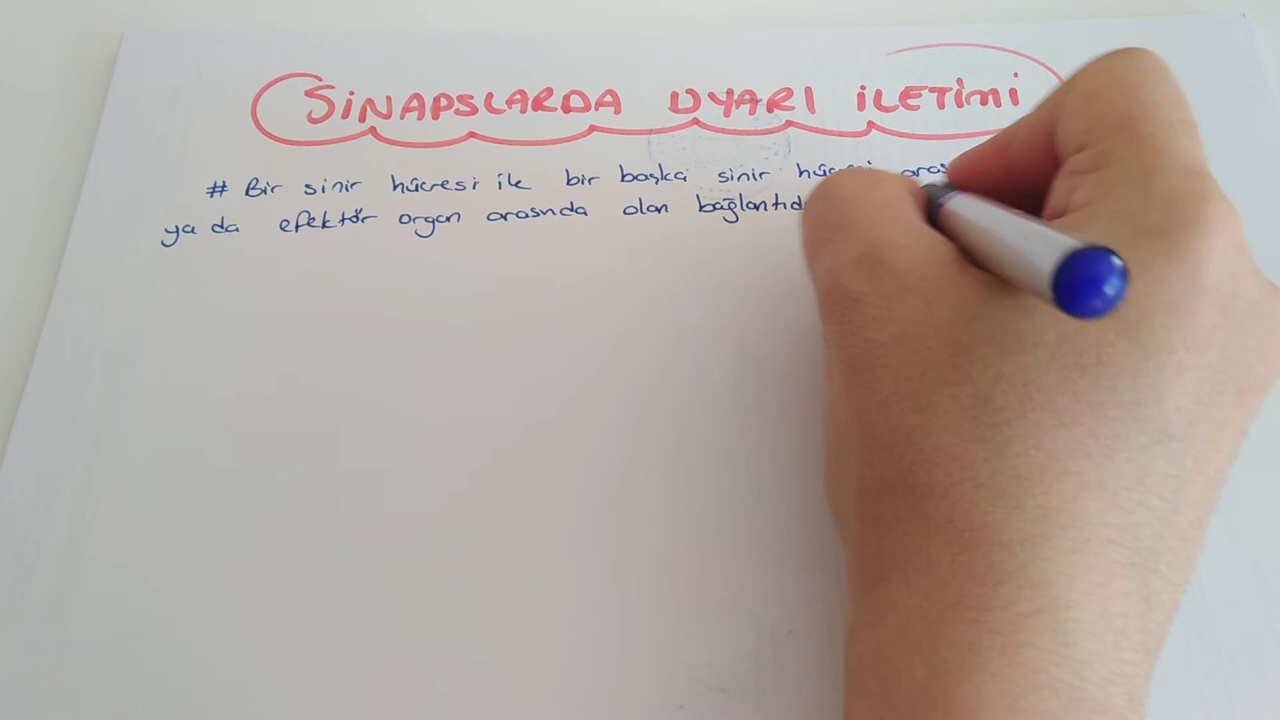 SİNAPSLARDA UYARI İLETİMİ
# Bir sinir hücresi ile bir başka sinir
ya da efektör organ arasında olan